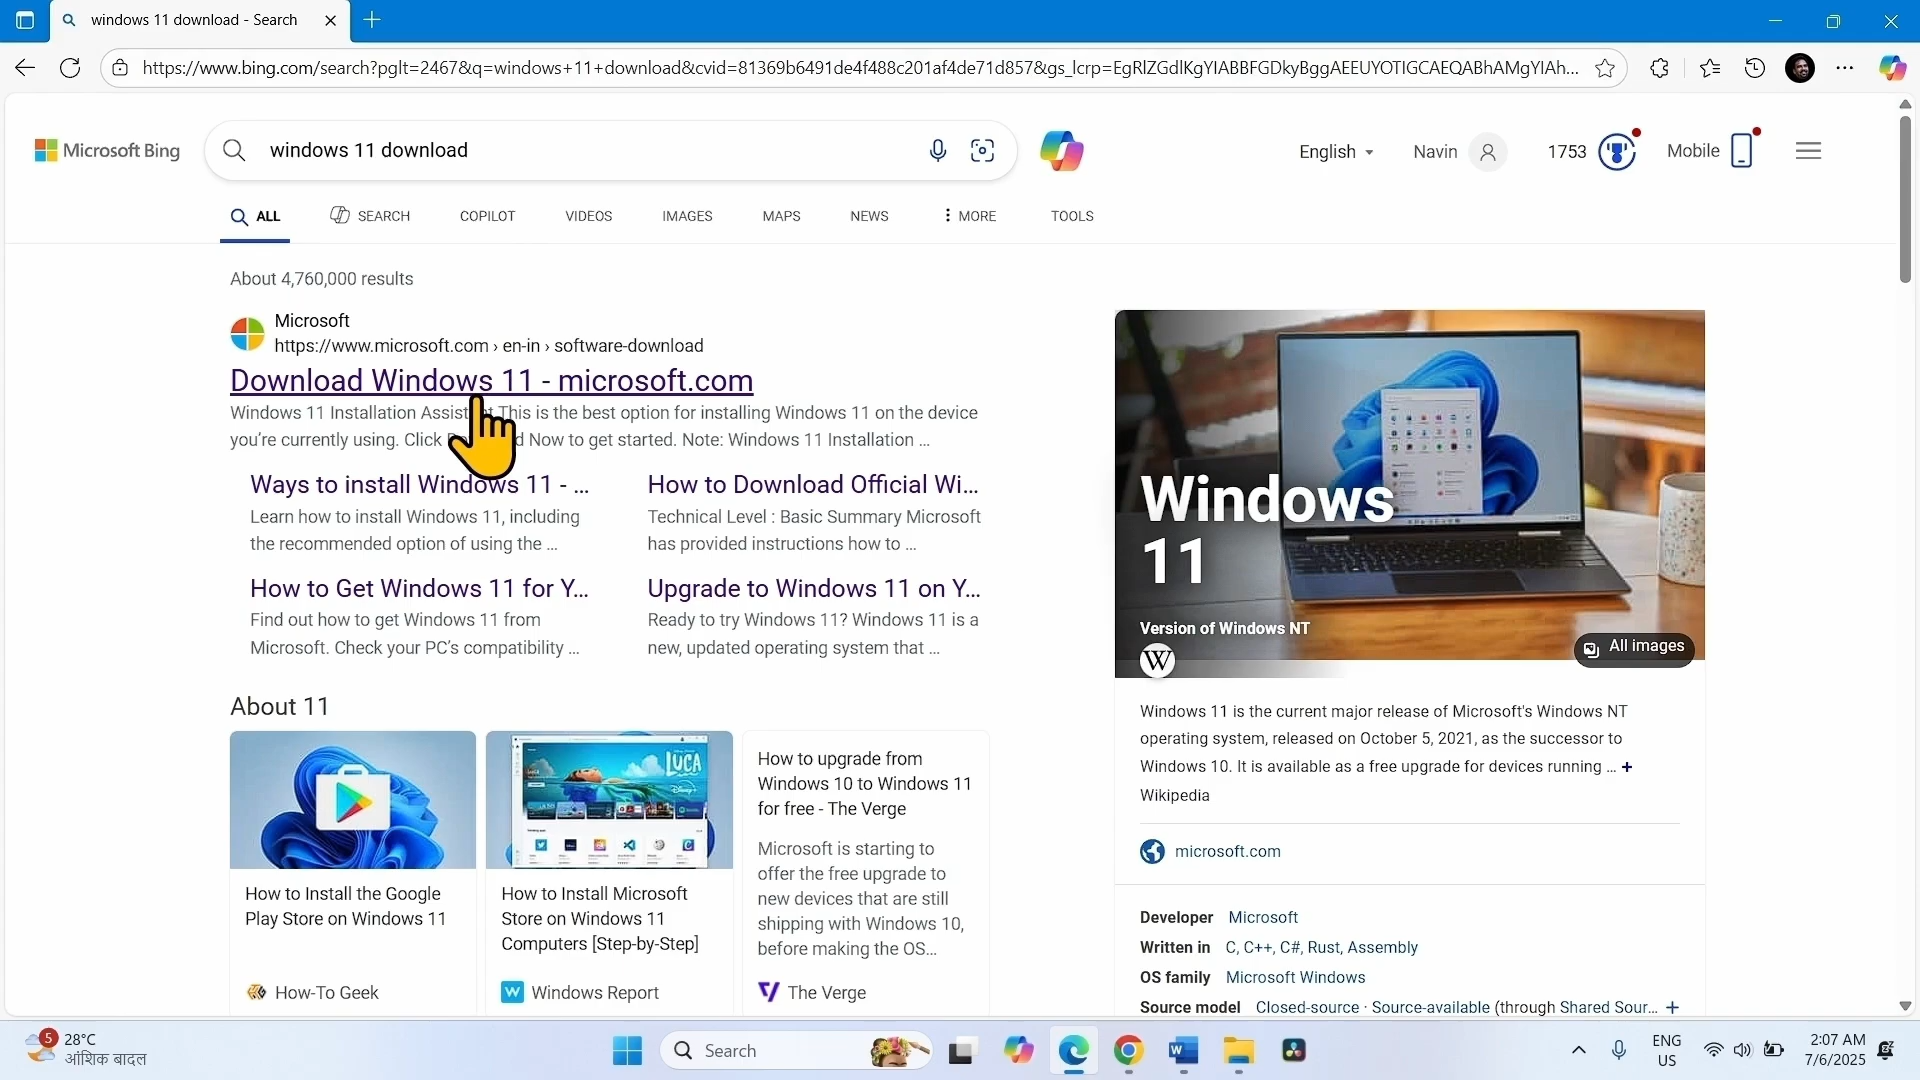 windows 11 download - Search
https://www.bing.com/search?pglt=2467&q=windows+11+download&cvid=81369b6491de4f488c201af4de71d857&gs_lcrp=EgRlZGdlKgYIABBFGDkyBggAEEUYOTIGCAEQABhAMgYIAh...
Microsoft Bing
windows 11 download
English
Navin
1753
Mobile
ALL
SEARCH
COPILOT
VIDEOS
IMAGES
MAPS
NEWS
MORE
TOOLS
About 4,760,000 results
Microsoft
https://www.microsoft.com › en-in › software-download
Download Windows 11 - microsoft.com
Windows 11 Installation Assistant This is the best option for installing Windows 11 on the device
you're currently using. Click Now to get started. Note: Windows 11 Installation ...
Ways to install Windows 11 - ...
Learn how to install Windows 11, including
the recommended option of using the ...
How to Download Official Wi...
Technical Level : Basic Summary Microsoft
has provided instructions how to ...
How to Get Windows 11 for Y...
Find out how to get Windows 11 from
Microsoft. Check your PC's compatibility ...
Upgrade to Windows 11 on Y...
Ready to try Windows 11? Windows 11 is a
new, updated operating system that ...
About 11
LUCA
Disney+
How to Install the Google
Play Store on Windows 11
How-To Geek
How to Install Microsoft
Store on Windows 11
Computers [Step-by-Step]
W Windows Report
How to upgrade from
Windows 10 to Windows 11
for free - The Verge
Microsoft is starting to
offer the free upgrade to
new devices that are still
shipping with Windows 10,
before making the OS...
The Verge
Windows
11
Version of Windows NT
W
All images
Windows 11 is the current major release of Microsoft's Windows NT
operating system, released on October 5, 2021, as the successor to
Windows 10. It is available as a free upgrade for devices running ... +
Wikipedia
microsoft.com
Developer Microsoft
Written in C, C++, C#, Rust, Assembly
OS family Microsoft Windows
Source model Closed-source · Source-available (through Shared Sour... +
5
28°C
आंशिक बादल
Search
W
ENG
US
2:07 AM
7/6/2025